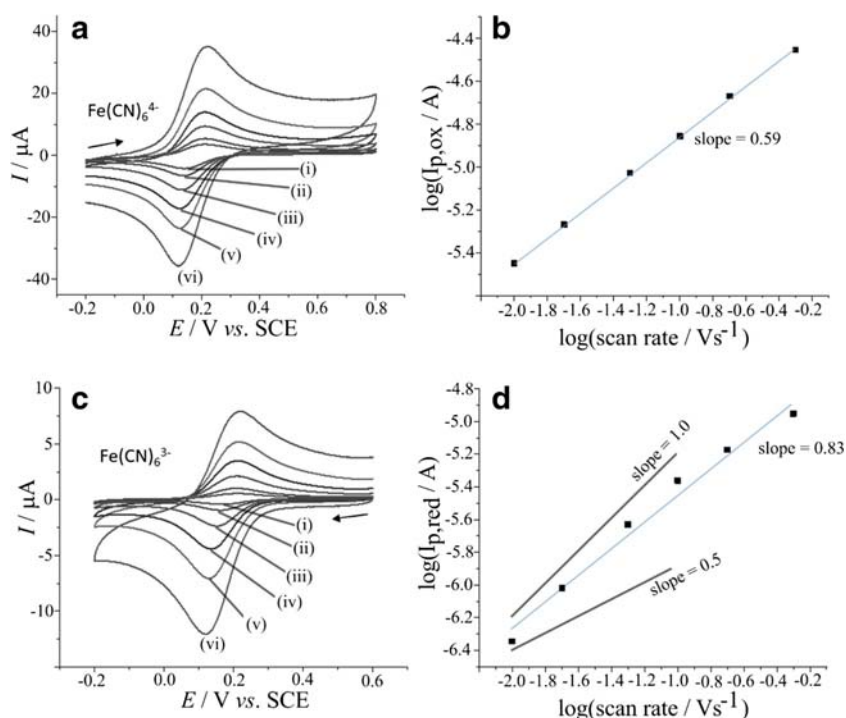 a
40
20
0
-20
-40
I / μA
Fe(CN)₆⁴⁻
(i)
(ii)
(iii)
(iv)
(v)
(vi)
-0.2 0.0 0.2 0.4 0.6 0.8
E / V vs. SCE
b
-4.4
-4.6
-4.8
-5.0
-5.2
-5.4
log(Ip,ox / A)
slope = 0.59
-2.0 -1.8 -1.6 -1.4 -1.2 -1.0 -0.8 -0.6 -0.4 -0.2
log(scan rate / Vs⁻¹)
c
10
5
0
-5
-10
I / μA
Fe(CN)₆³⁻
(i)
(ii)
(iii)
(iv)
(v)
(vi)
-0.2 0.0 0.2 0.4 0.6
E / V vs. SCE
d
-4.8
-5.0
-5.2
-5.4
-5.6
-5.8
-6.0
-6.2
-6.4
log(Ip,red / A)
slope = 1.0
slope = 0.83
slope = 0.5
-2.0 -1.8 -1.6 -1.4 -1.2 -1.0 -0.8 -0.6 -0.4 -0.2
log(scan rate / Vs⁻¹)